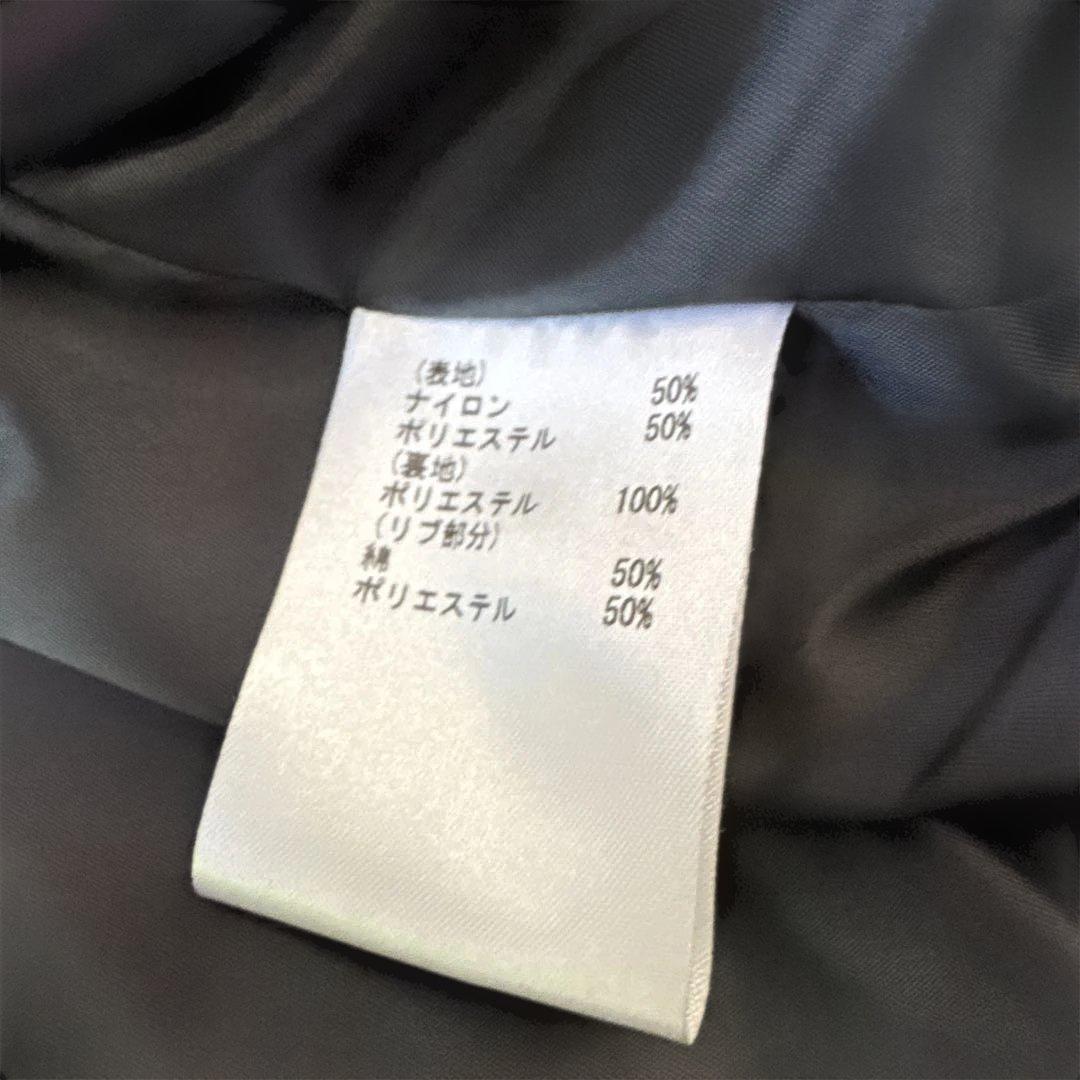 (表地)
ナイロン 50%
ポリエステル 50%
(裏地)
ポリエステル 100%
(リブ部分)
綿 50%
ポリエステル 50%